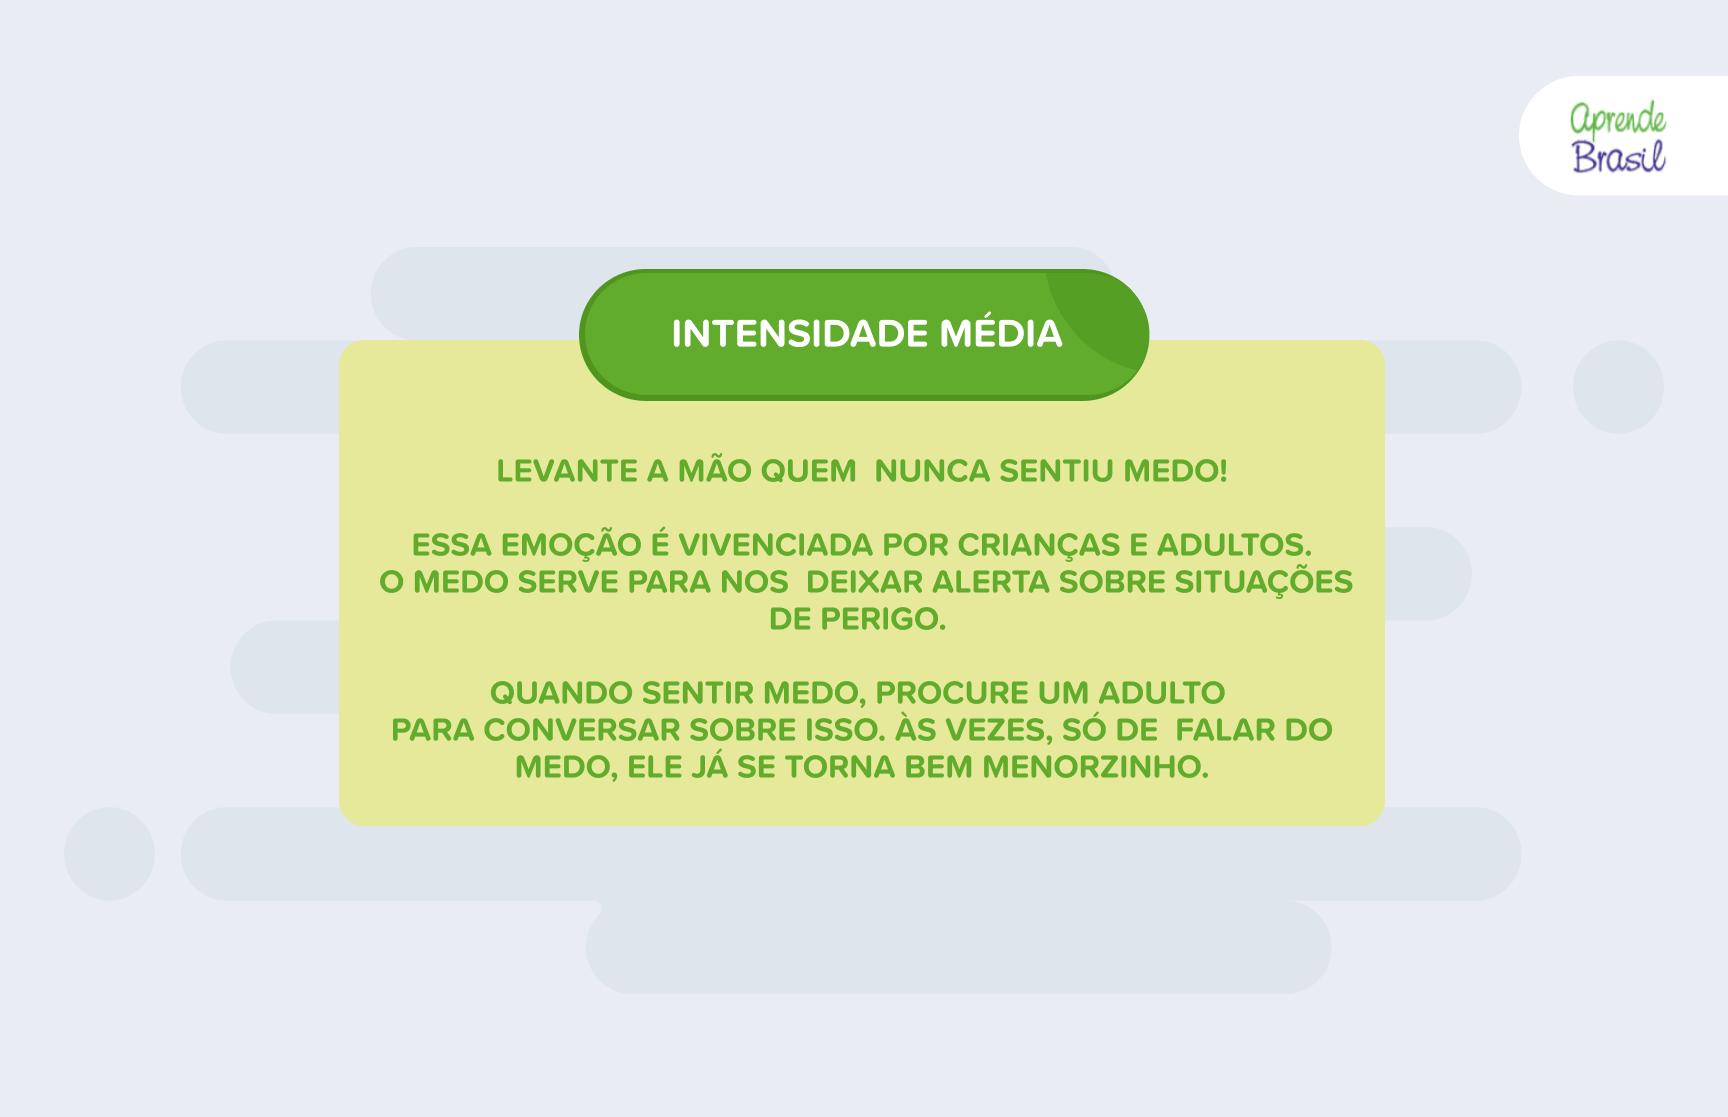 aprende
Brasil
INTENSIDADE MÉDIA
LEVANTE A MÃO QUEM  NUNCA SENTIU MEDO!
ESSA EMOÇÃO É VIVENCIADA POR CRIANÇAS E ADULTOS.
O MEDO SERVE PARA NOS  DEIXAR ALERTA SOBRE SITUAÇÕES
DE PERIGO.
QUANDO SENTIR MEDO, PROCURE UM ADULTO
PARA CONVERSAR SOBRE ISSO. ÀS VEZES, SÓ DE  FALAR DO
MEDO, ELE JÁ SE TORNA BEM MENORZINHO.